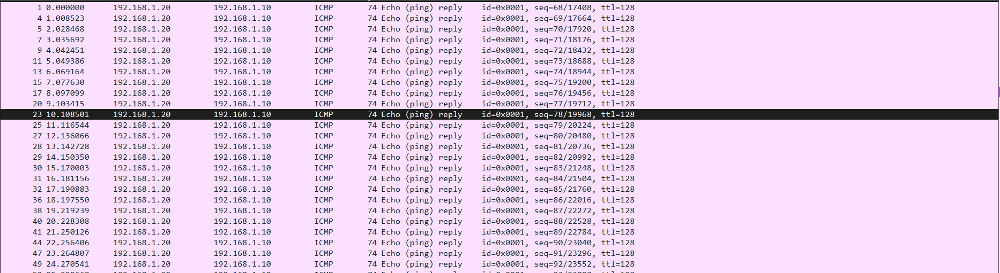 1 0.000000 192.168.1.20 192.168.1.10 ICMP 74 Echo (ping) reply id=0x0001, seq=68/17408, ttl=128
4 1.008523 192.168.1.20 192.168.1.10 ICMP 74 Echo (ping) reply id=0x0001, seq=69/17664, ttl=128
5 2.028468 192.168.1.20 192.168.1.10 ICMP 74 Echo (ping) reply id=0x0001, seq=70/17920, ttl=128
7 3.035692 192.168.1.20 192.168.1.10 ICMP 74 Echo (ping) reply id=0x0001, seq=71/18176, ttl=128
9 4.042451 192.168.1.20 192.168.1.10 ICMP 74 Echo (ping) reply id=0x0001, seq=72/18432, ttl=128
11 5.049386 192.168.1.20 192.168.1.10 ICMP 74 Echo (ping) reply id=0x0001, seq=73/18688, ttl=128
13 6.069164 192.168.1.20 192.168.1.10 ICMP 74 Echo (ping) reply id=0x0001, seq=74/18944, ttl=128
15 7.077630 192.168.1.20 192.168.1.10 ICMP 74 Echo (ping) reply id=0x0001, seq=75/19200, ttl=128
17 8.097099 192.168.1.20 192.168.1.10 ICMP 74 Echo (ping) reply id=0x0001, seq=76/19456, ttl=128
20 9.103415 192.168.1.20 192.168.1.10 ICMP 74 Echo (ping) reply id=0x0001, seq=77/19712, ttl=128
23 10.108501 192.168.1.20 192.168.1.10 ICMP 74 Echo (ping) reply id=0x0001, seq=78/19968, ttl=128
25 11.116544 192.168.1.20 192.168.1.10 ICMP 74 Echo (ping) reply id=0x0001, seq=79/20224, ttl=128
27 12.136066 192.168.1.20 192.168.1.10 ICMP 74 Echo (ping) reply id=0x0001, seq=80/20480, ttl=128
28 13.142728 192.168.1.20 192.168.1.10 ICMP 74 Echo (ping) reply id=0x0001, seq=81/20736, ttl=128
29 14.150350 192.168.1.20 192.168.1.10 ICMP 74 Echo (ping) reply id=0x0001, seq=82/20992, ttl=128
30 15.170003 192.168.1.20 192.168.1.10 ICMP 74 Echo (ping) reply id=0x0001, seq=83/21248, ttl=128
31 16.181156 192.168.1.20 192.168.1.10 ICMP 74 Echo (ping) reply id=0x0001, seq=84/21504, ttl=128
32 17.190883 192.168.1.20 192.168.1.10 ICMP 74 Echo (ping) reply id=0x0001, seq=85/21760, ttl=128
36 18.197550 192.168.1.20 192.168.1.10 ICMP 74 Echo (ping) reply id=0x0001, seq=86/22016, ttl=128
38 19.219239 192.168.1.20 192.168.1.10 ICMP 74 Echo (ping) reply id=0x0001, seq=87/22272, ttl=128
40 20.228308 192.168.1.20 192.168.1.10 ICMP 74 Echo (ping) reply id=0x0001, seq=88/22528, ttl=128
41 21.250126 192.168.1.20 192.168.1.10 ICMP 74 Echo (ping) reply id=0x0001, seq=89/22784, ttl=128
44 22.256406 192.168.1.20 192.168.1.10 ICMP 74 Echo (ping) reply id=0x0001, seq=90/23040, ttl=128
47 23.264807 192.168.1.20 192.168.1.10 ICMP 74 Echo (ping) reply id=0x0001, seq=91/23296, ttl=128
49 24.270541 192.168.1.20 192.168.1.10 ICMP 74 Echo (ping) reply id=0x0001, seq=92/23552, ttl=128